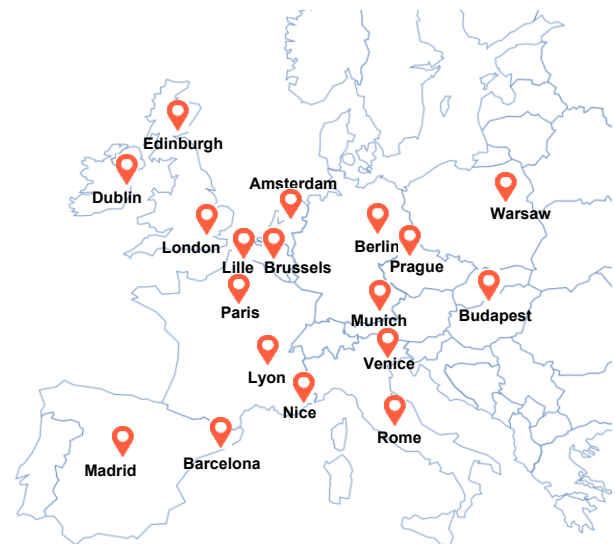 Edinburgh
Amsterdam
Dublin
Warsaw
London
Berlin
Lille
Brussels
Prague
Paris
Munich
Budapest
Lyon
Venice
Nice
Rome
Madrid
Barcelona